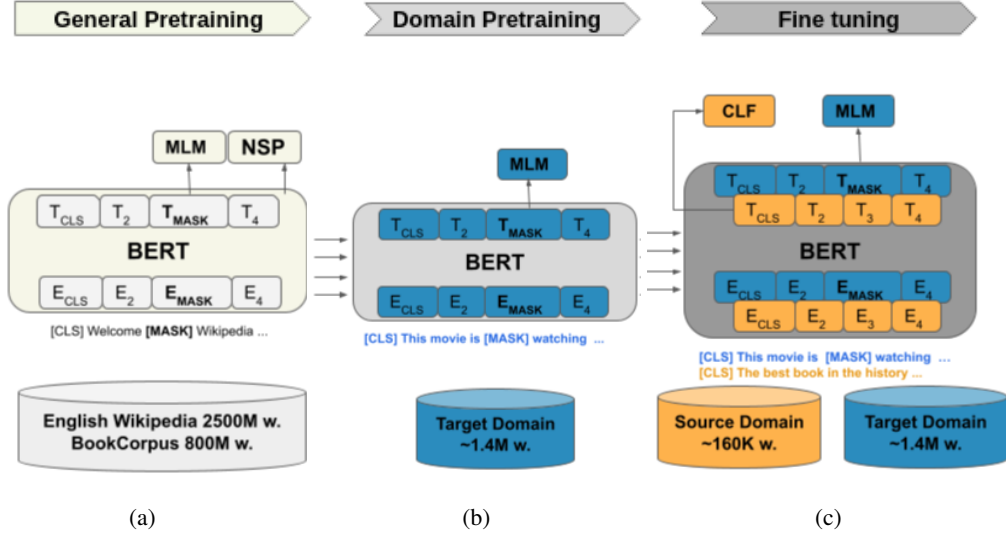 General Pretraining
Domain Pretraining
Fine tuning
MLM
NSP
T_CLS T_2 T_MASK T_4
BERT
E_CLS E_2 E_MASK E_4
[CLS] Welcome [MASK] Wikipedia ...
English Wikipedia 2500M w.
BookCorpus 800M w.
(a)
MLM
T_CLS T_2 T_MASK T_4
BERT
E_CLS E_2 E_MASK E_4
[CLS] This movie is [MASK] watching ...
Target Domain
~1.4M w.
(b)
CLF
MLM
T_CLS T_2 T_MASK T_4
T_CLS T_2 T_3 T_4
BERT
E_CLS E_2 E_MASK E_4
E_CLS E_2 E_3 E_4
[CLS] This movie is [MASK] watching ...
[CLS] The best book in the history ...
Source Domain
~160K w.
Target Domain
~1.4M w.
(c)